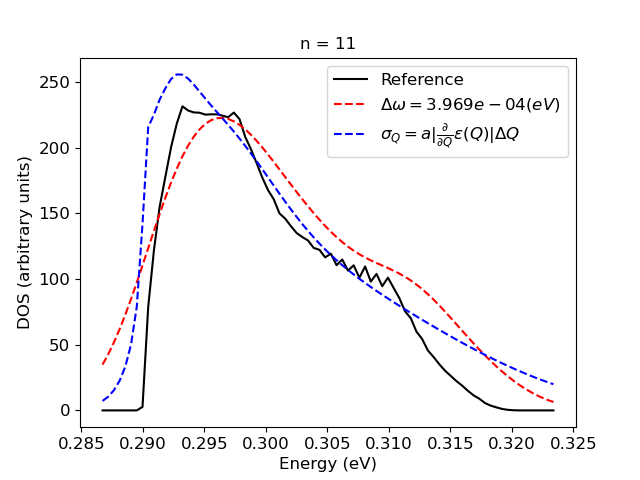 n = 11
Reference
Δω = 3.969e − 04(eV)
σ_Q = a|∂/∂Q ε(Q)|ΔQ
DOS (arbitrary units)
250
200
150
100
50
0
0.285 0.290 0.295 0.300 0.305 0.310 0.315 0.320 0.325
Energy (eV)